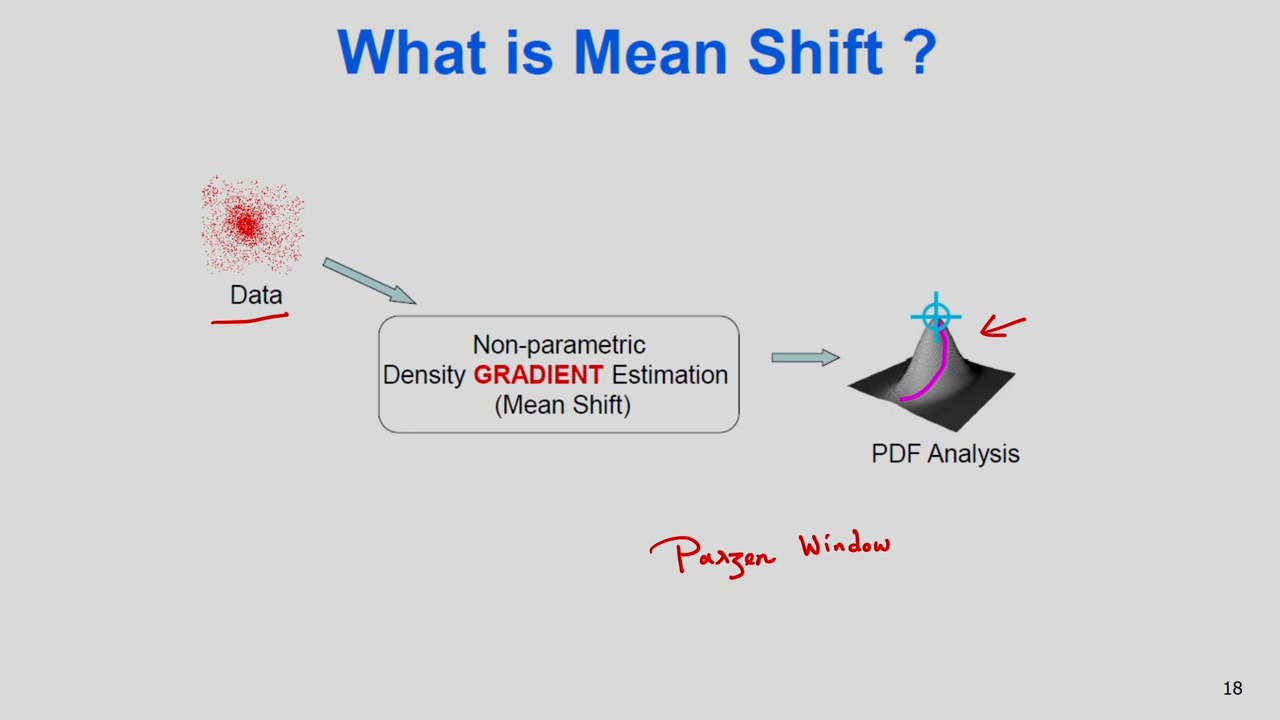 What is Mean Shift ?
Data
Non-parametric
Density GRADIENT Estimation
(Mean Shift)
PDF Analysis
Parzen Window
18